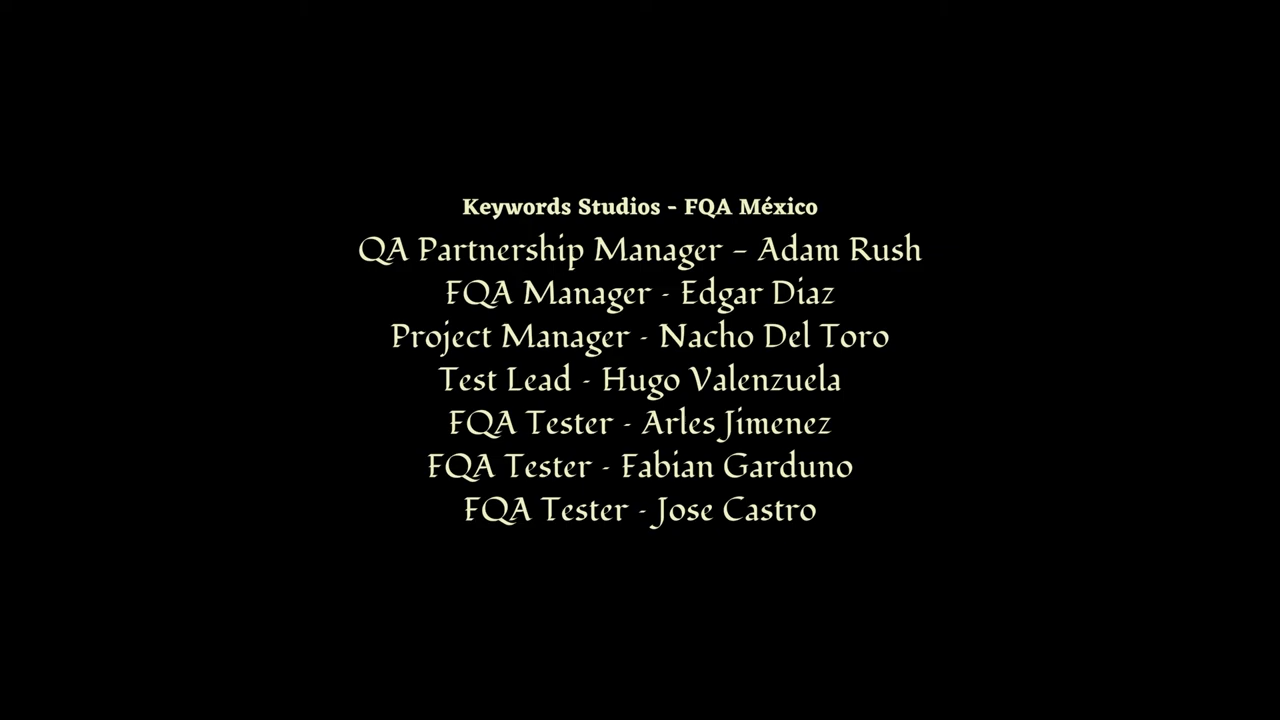 Keywords Studios - FQA México
QA Partnership Manager – Adam Rush
FQA Manager - Edgar Diaz
Project Manager - Nacho Del Toro
Test Lead - Hugo Valenzuela
FQA Tester - Arles Jimenez
FQA Tester - Fabian Garduno
FQA Tester - Jose Castro